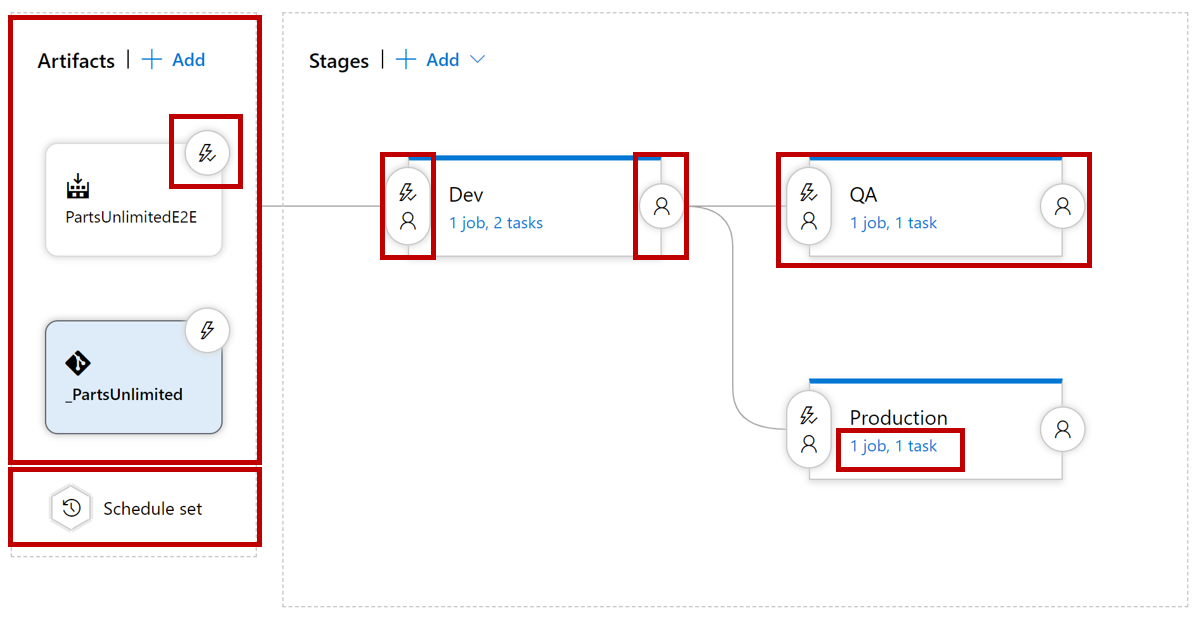 Artifacts | + Add
PartsUnlimitedE2E
_PartsUnlimited
Schedule set
Stages | + Add
Dev
1 job, 2 tasks
QA
1 job, 1 task
Production
1 job, 1 task